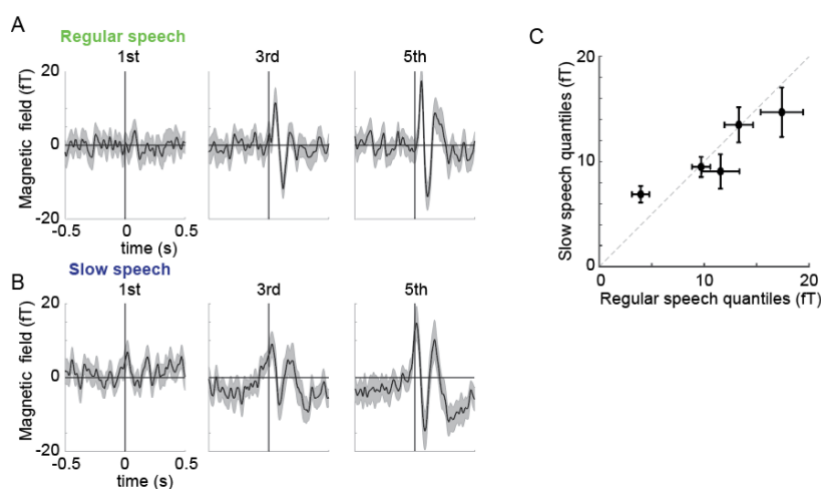 A
Regular speech
1st 3rd 5th
Magnetic field (fT)
20
0
-20
-0.5 0 0.5
time (s)
B
Slow speech
1st 3rd 5th
Magnetic field (fT)
20
0
-20
-0.5 0 0.5
time (s)
C
Slow speech quantiles (fT)
20
10
0
0 10 20
Regular speech quantiles (fT)